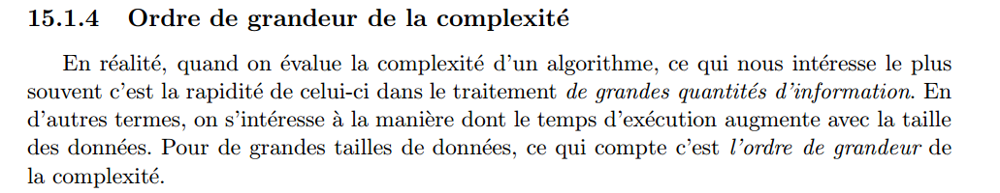 15.1.4 Ordre de grandeur de la complexité
En réalité, quand on évalue la complexité d'un algorithme, ce qui nous intéresse le plus
souvent c'est la rapidité de celui-ci dans le traitement de grandes quantités d'information. En
d'autres termes, on s'intéresse à la manière dont le temps d'exécution augmente avec la taille
des données. Pour de grandes tailles de données, ce qui compte c'est l'ordre de grandeur de
la complexité.